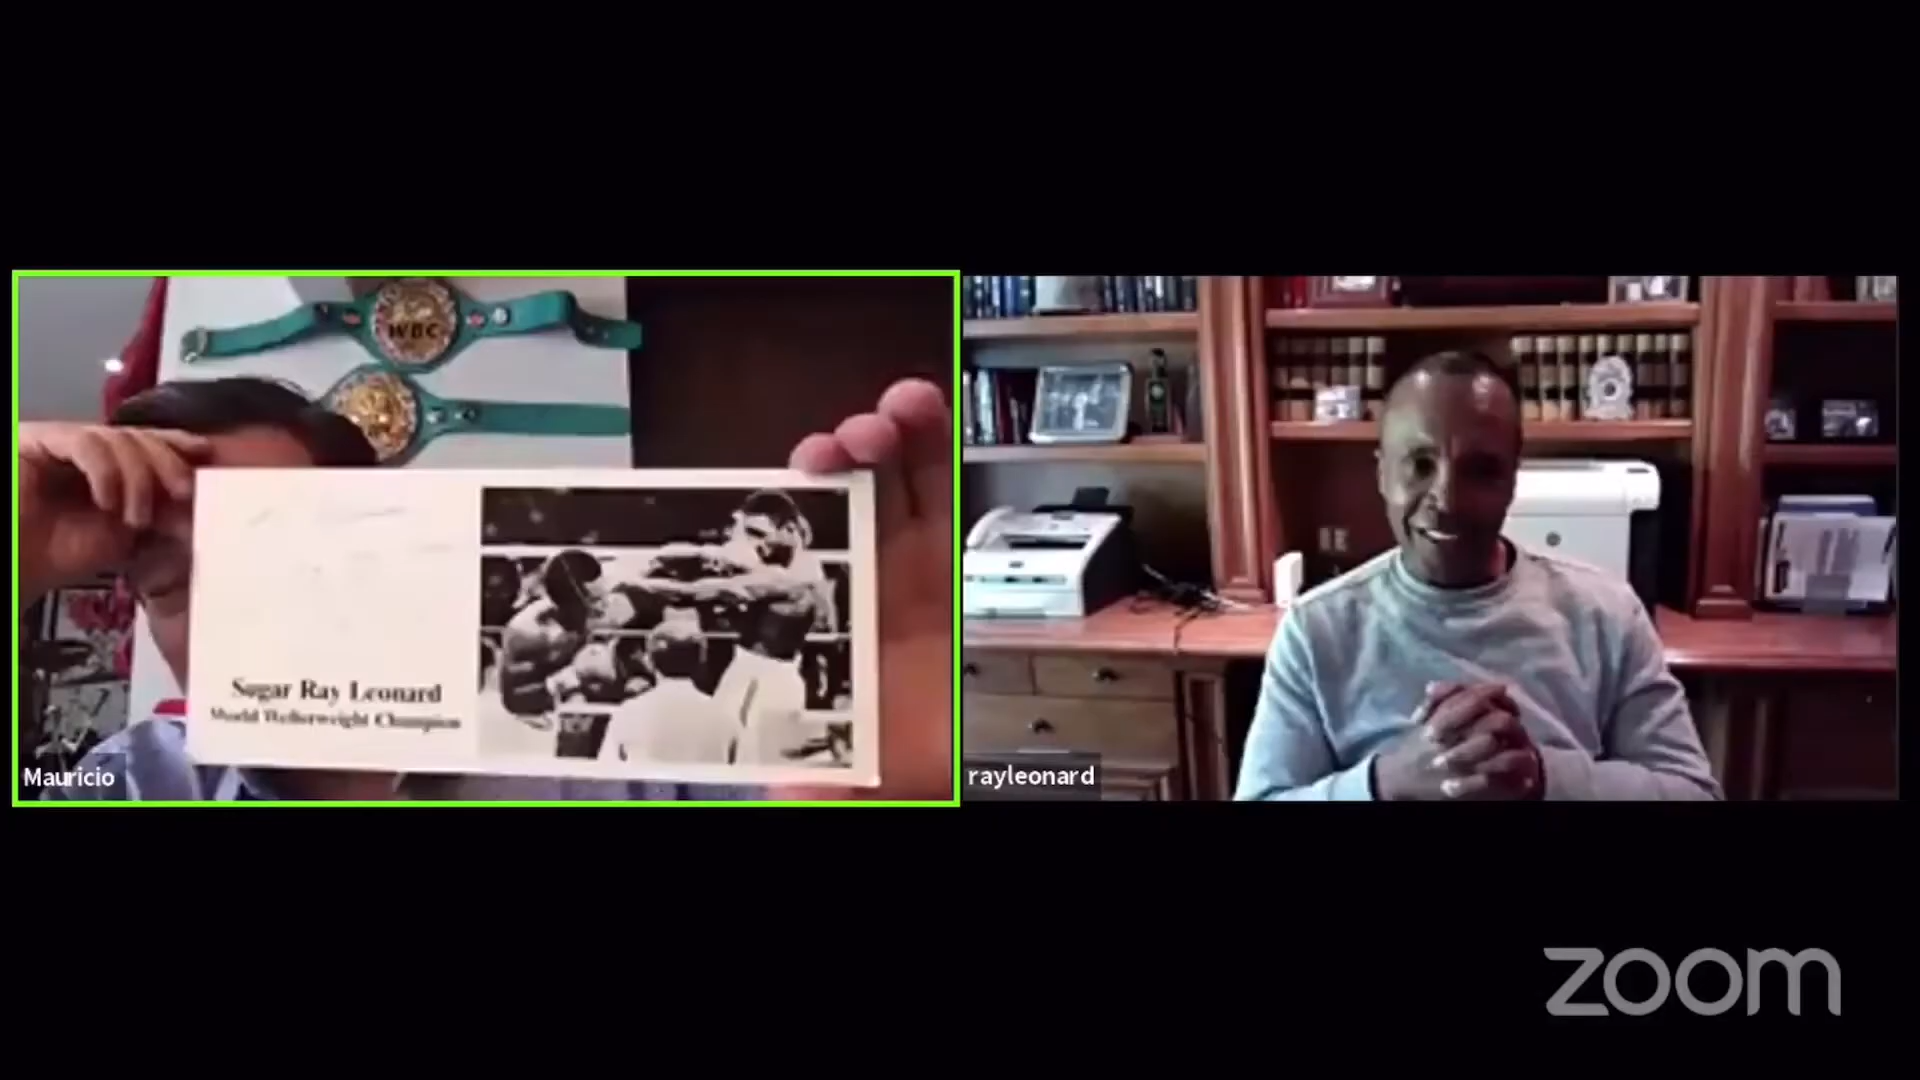 WBC
Sugar Ray Leonard
World Welterweight Champion
Mauricio
rayleonard
zoom